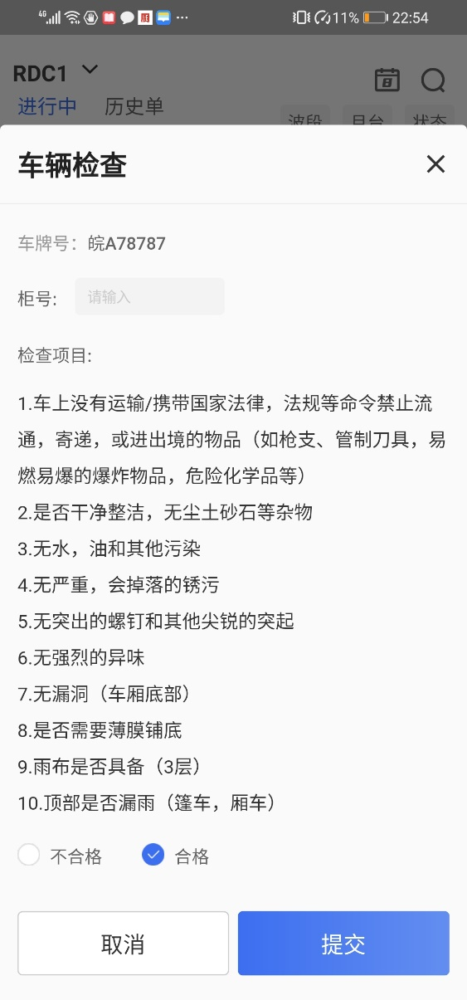 4G 11% 22:54
RDC1
进行中 历史单
波段 月台 状态
车辆检查
车牌号：皖A78787
柜号: 请输入
检查项目:
1.车上没有运输/携带国家法律，法规等命令禁止流
通，寄递，或进出境的物品（如枪支、管制刀具，易
燃易爆的爆炸物品，危险化学品等）
2.是否干净整洁，无尘土砂石等杂物
3.无水，油和其他污染
4.无严重，会掉落的锈污
5.无突出的螺钉和其他尖锐的突起
6.无强烈的异味
7.无漏洞（车厢底部）
8.是否需要薄膜铺底
9.雨布是否具备（3层）
10.顶部是否漏雨（篷车，厢车）
不合格 合格
取消 提交